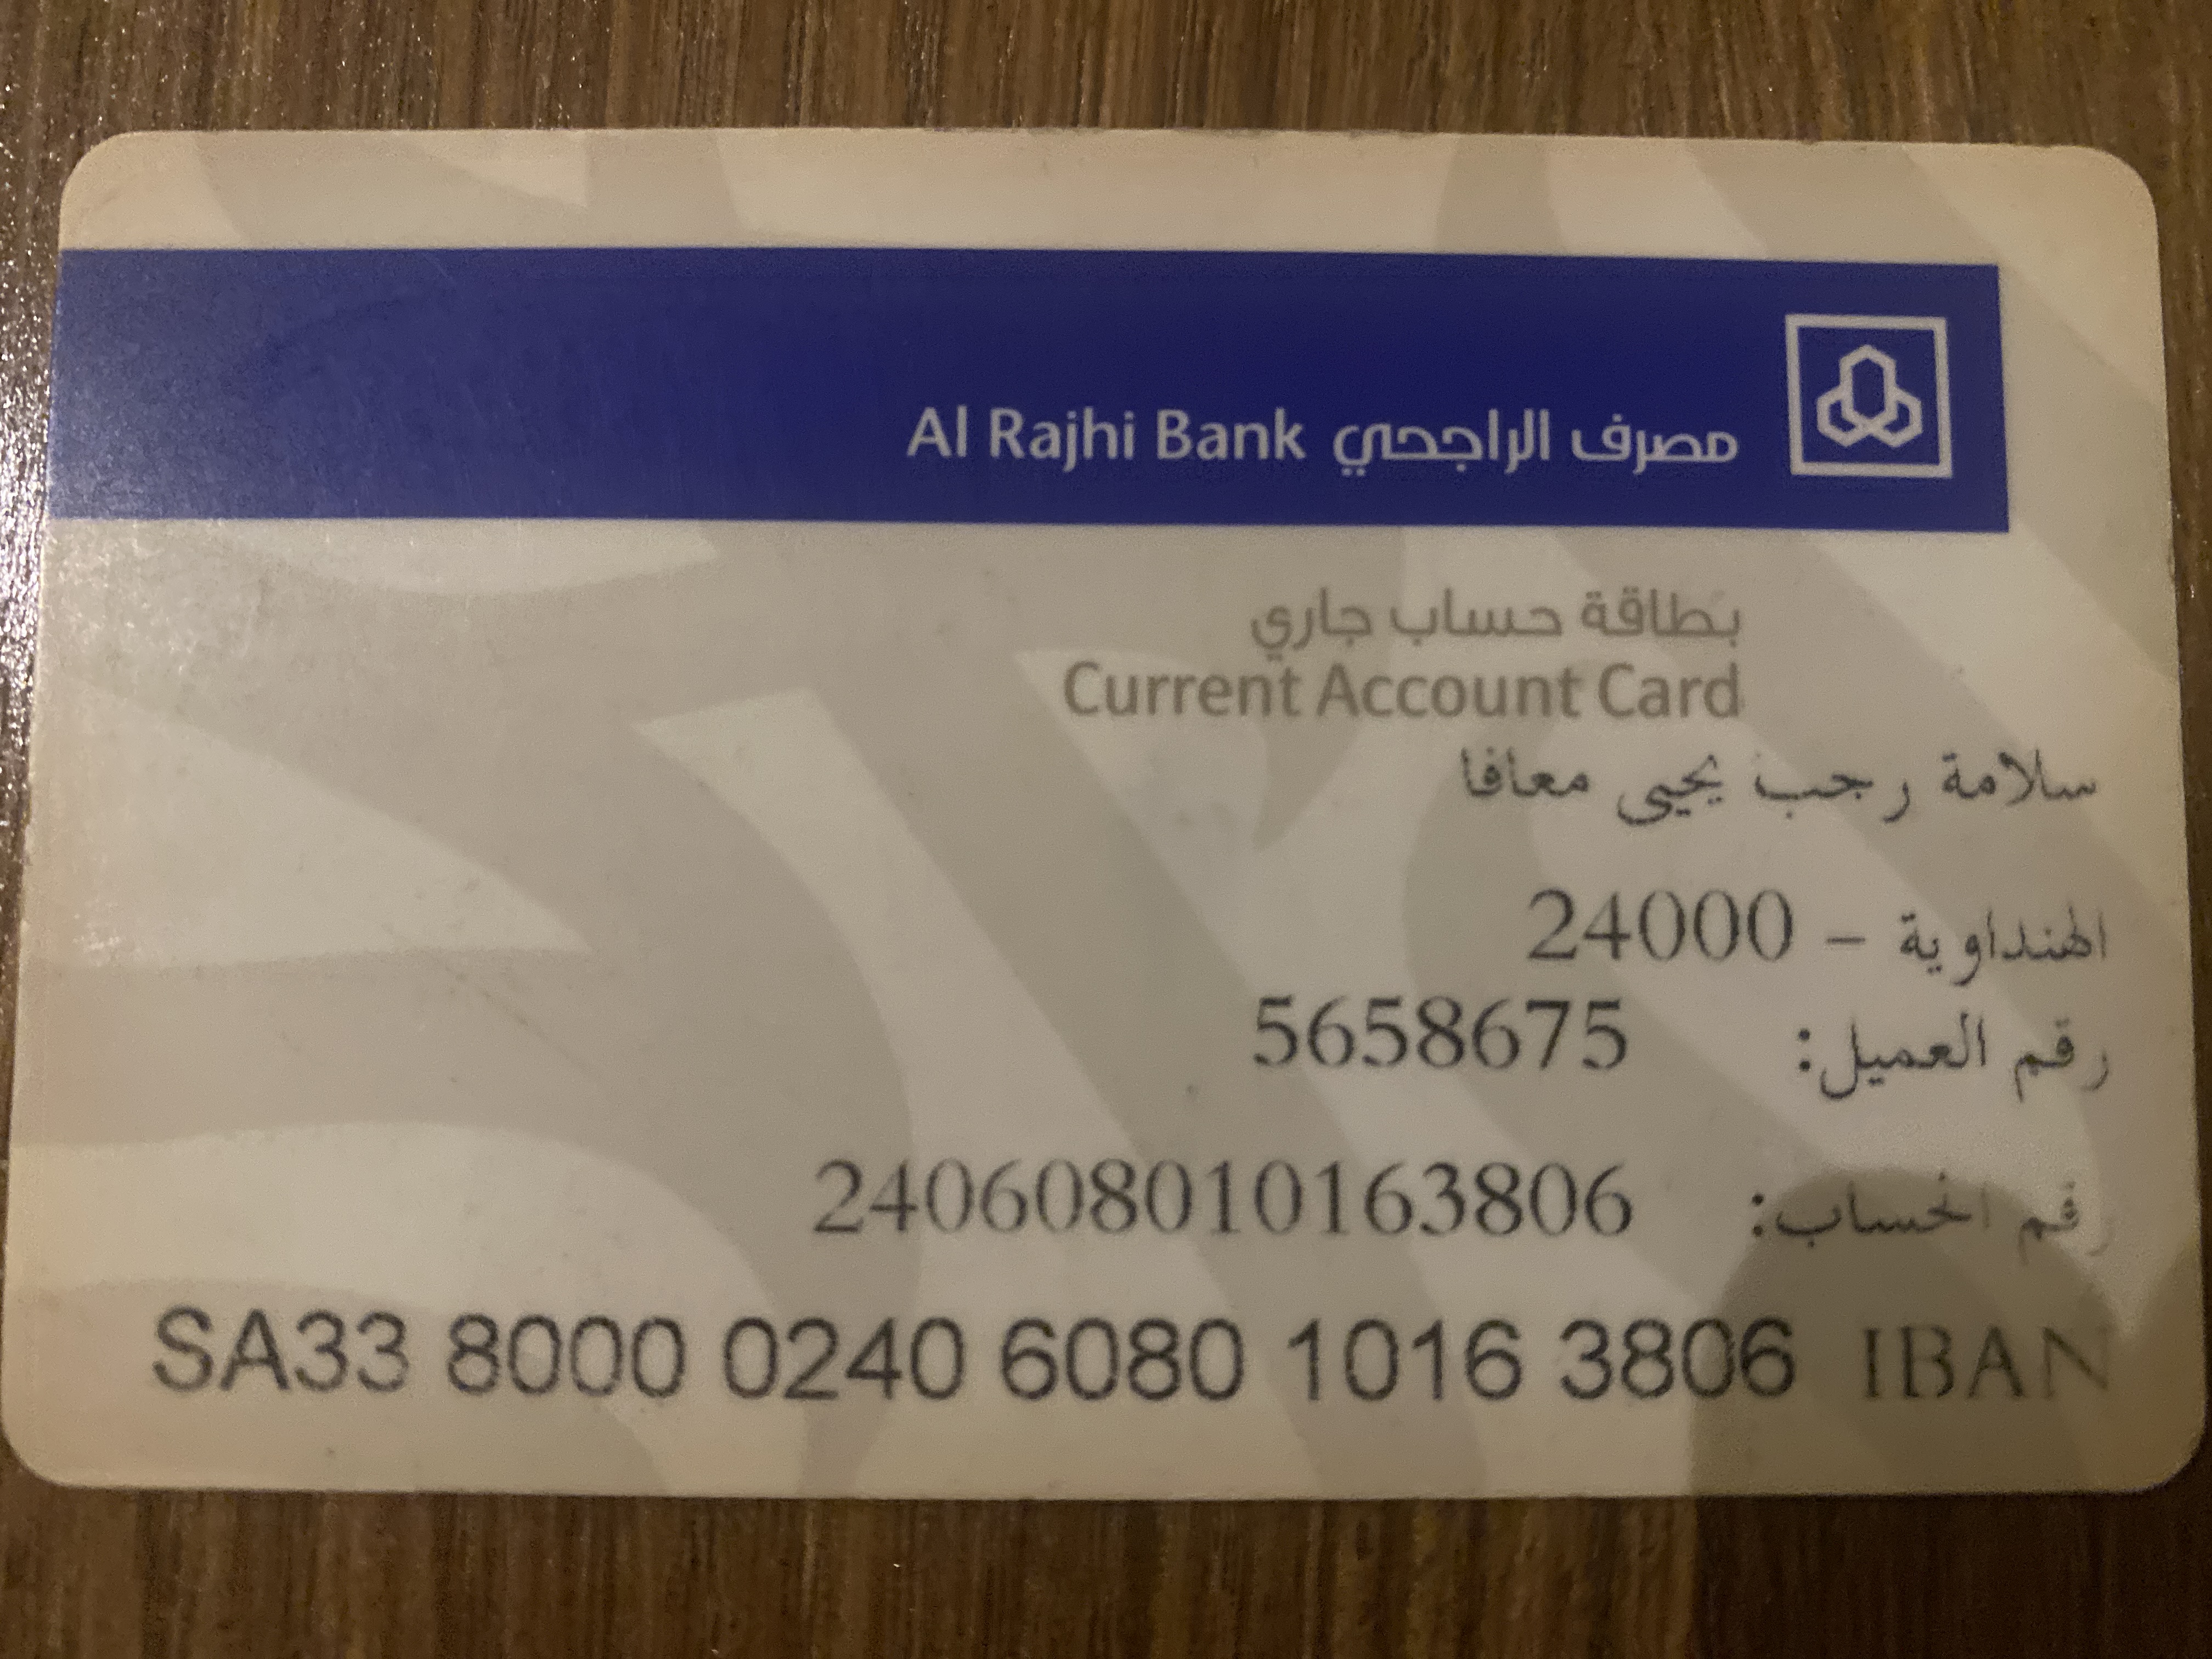 مصرف الراجحي Al Rajhi Bank
بطاقة حساب جاري
Current Account Card
سلامة رجب يحيى معافا
الهنداوية - 24000
رقم العميل: 5658675
رقم الحساب: 240608010163806
SA33 8000 0240 6080 1016 3806 IBAN